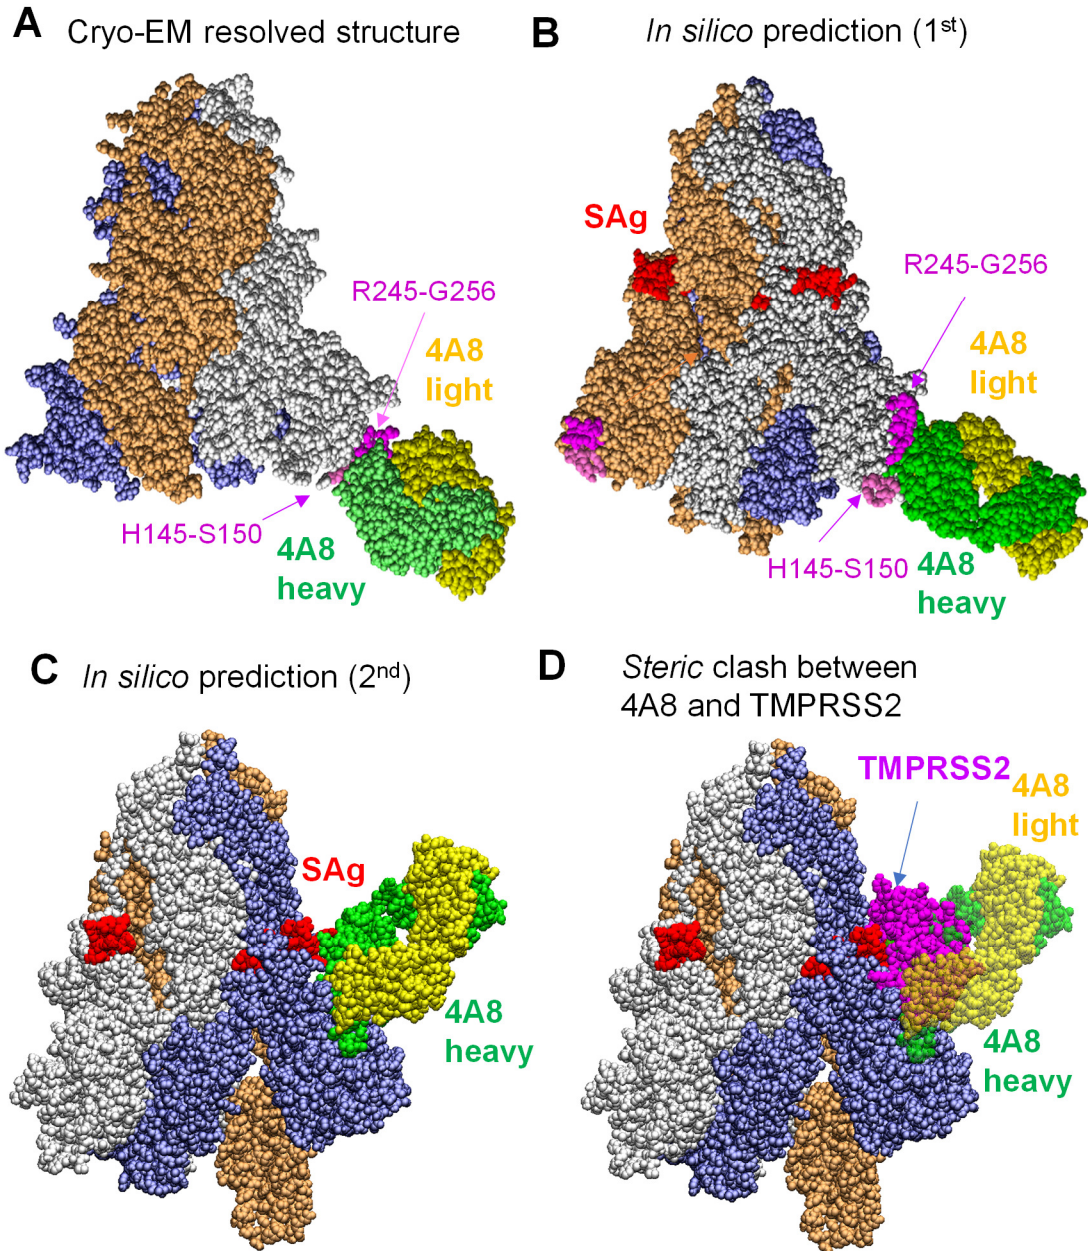 A Cryo-EM resolved structure
R245-G256
4A8
light
H145-S150
4A8
heavy
B In silico prediction (1st)
SAg
R245-G256
4A8
light
H145-S150
4A8
heavy
C In silico prediction (2nd)
SAg
4A8
heavy
D Steric clash between
4A8 and TMPRSS2
TMPRSS2
4A8
light
4A8
heavy